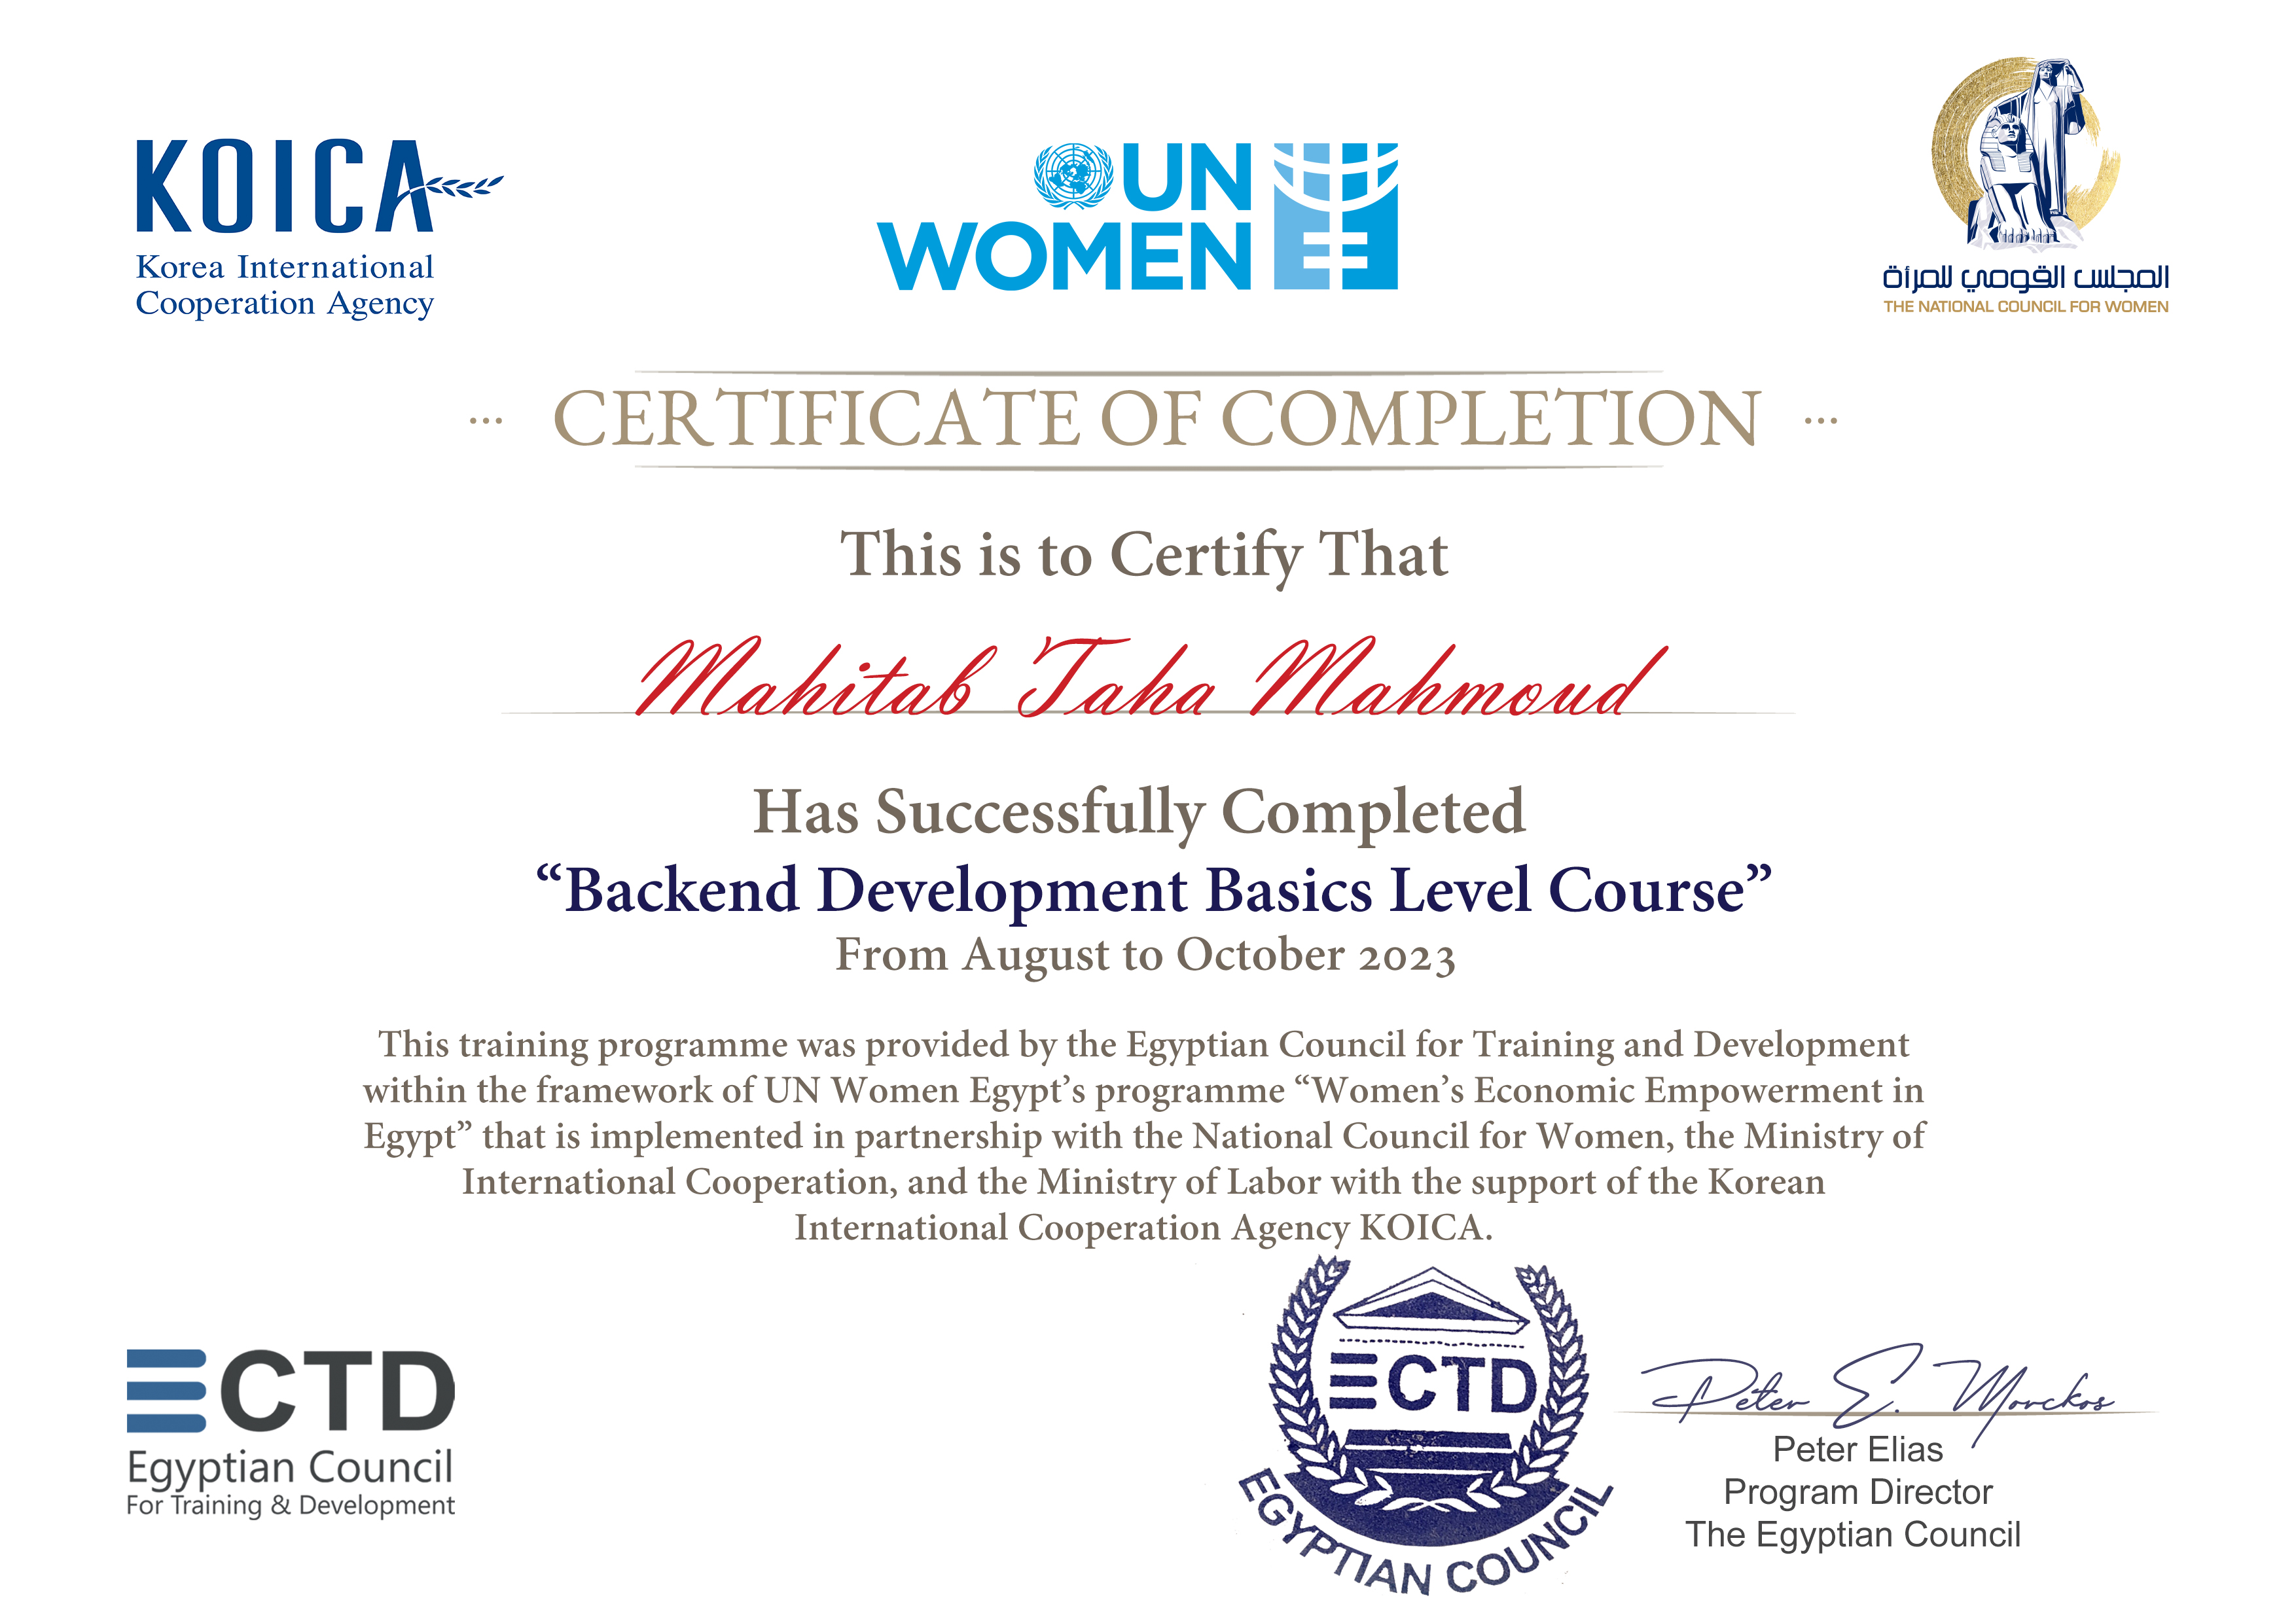 KOICA
Korea International
Cooperation Agency
UN
WOMEN
المجلس القومي للمرأة
THE NATIONAL COUNCIL FOR WOMEN
··· CERTIFICATE OF COMPLETION ···
This is to Certify That
Mahitab Taha Mahmoud
Has Successfully Completed
“Backend Development Basics Level Course”
From August to October 2023
This training programme was provided by the Egyptian Council for Training and Development
within the framework of UN Women Egypt’s programme “Women’s Economic Empowerment in
Egypt” that is implemented in partnership with the National Council for Women, the Ministry of
International Cooperation, and the Ministry of Labor with the support of the Korean
International Cooperation Agency KOICA.
ECTD
Egyptian Council
For Training & Development
ECTD
EGYPTIAN COUNCIL
Peter E. Morckos
Peter Elias
Program Director
The Egyptian Council